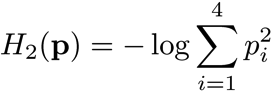 $H_2(\mathbf{p}) = -\log \sum_{i=1}^{4} p_i^2$